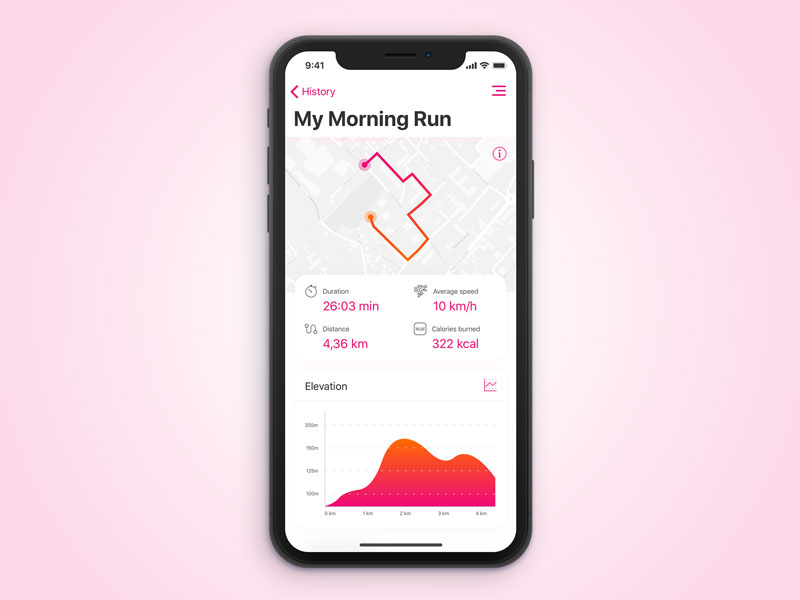 9:41
History
My Morning Run
Duration
26:03 min
Average speed
10 km/h
Distance
4,36 km
Calories burned
322 kcal
Elevation
200m
150m
125m
100m
0 km 1 km 2 km 3 km 4 km